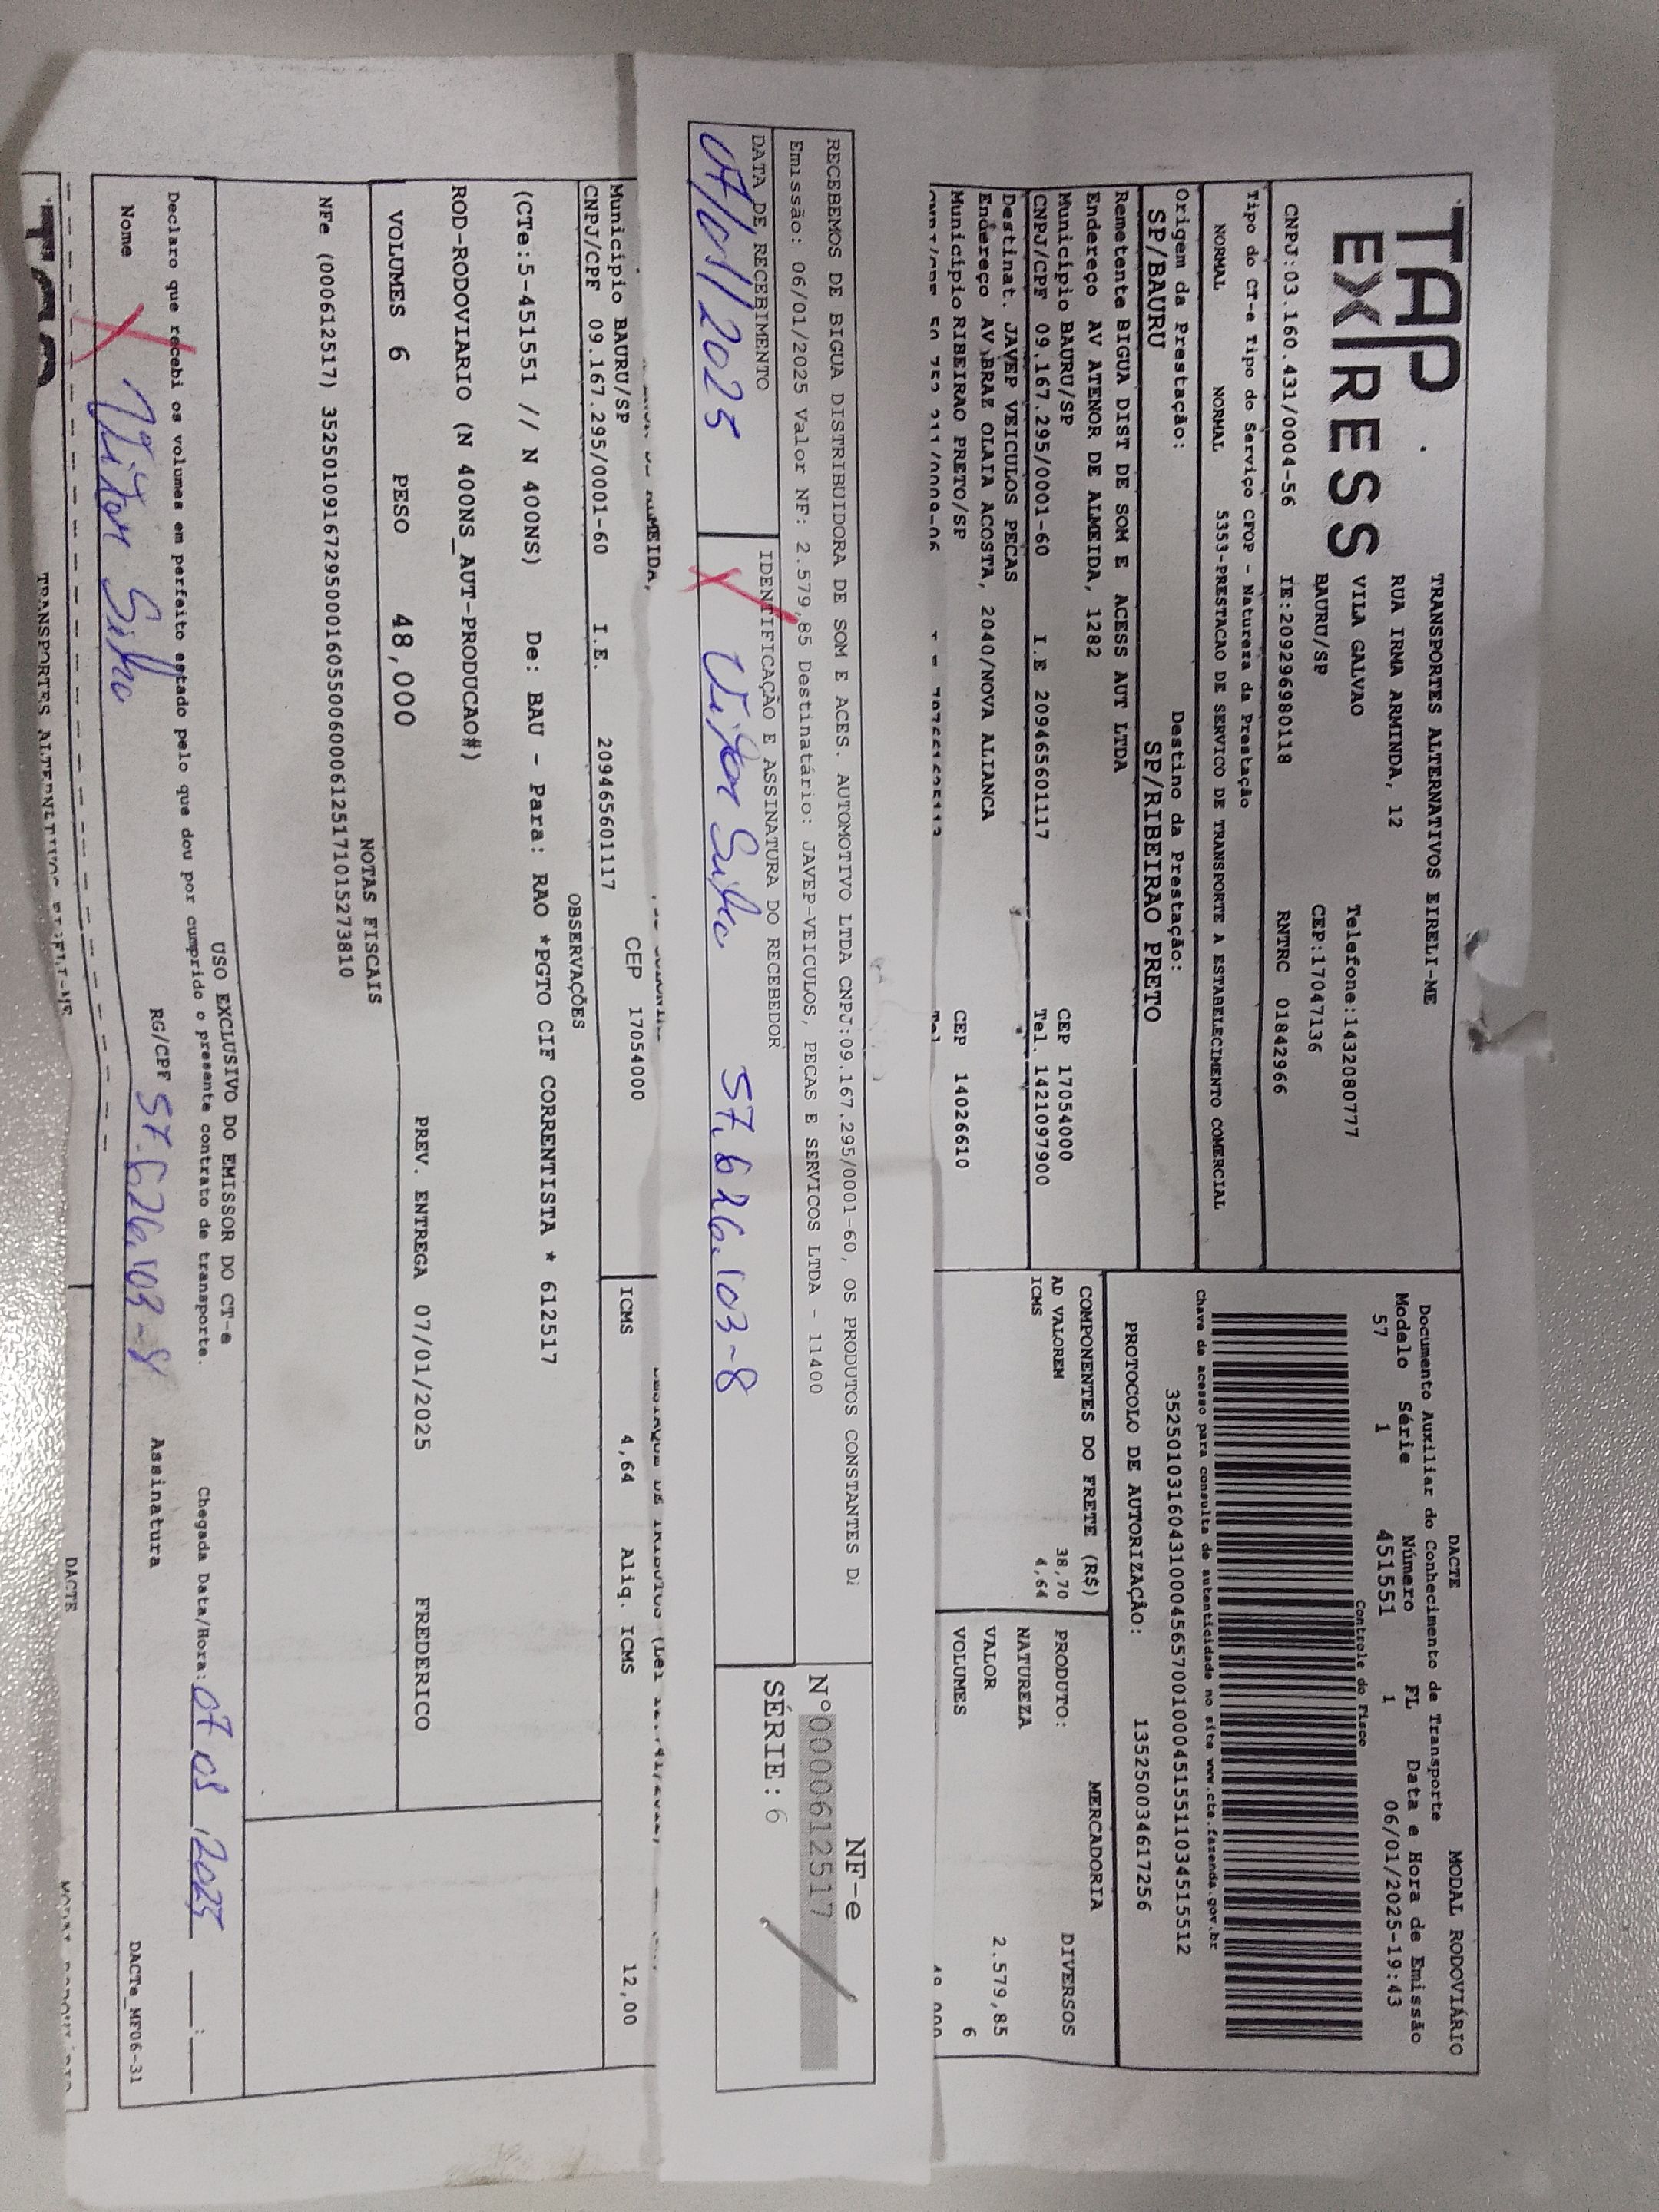 TAP
EXPRESS
TRANSPORTES ALTERNATIVOS EIRELI-ME
RUA IRMA ARMINDA, 12
VILA GALVAO Telefone:1432080777
BAURU/SP CEP:17047136
CNPJ:03.160.431/0004-56 IE:209296980118 RNTRC 01842966
DACTE MODAL RODOVIÁRIO
Documento Auxiliar do Conhecimento de Transporte
Modelo Série Número FL Data e Hora de Emissão
57 1 451551 1 06/01/2025-19:43
Controle do Fisco
Chave de acesso para consulta de autenticidade no site www.cte.fazenda.gov.br
35250103160431000456570010004515511034515512
PROTOCOLO DE AUTORIZAÇÃO: 135250034617256
Tipo do CT-e Tipo do Serviço CFOP - Natureza da Prestação
NORMAL NORMAL 5353-PRESTACAO DE SERVICO DE TRANSPORTE A ESTABELECIMENTO COMERCIAL
Origem da Prestação: Destino da Prestação:
SP/BAURU SP/RIBEIRAO PRETO
Remetente BIGUA DIST DE SOM E ACESS AUT LTDA
Endereço AV ATENOR DE ALMEIDA, 1282
Municipio BAURU/SP CEP 17054000
CNPJ/CPF 09.167.295/0001-60 I.E 209465601117 Tel. 1421097900
Destinat. JAVEP VEICULOS PECAS
Endereço AV BRAZ OLAIA ACOSTA, 2040/NOVA ALIANCA
Municipio RIBEIRAO PRETO/SP CEP 14026610
COMPONENTES DO FRETE (R$)
AD VALOREM 38,70
ICMS 4,64
MERCADORIA
PRODUTO: DIVERSOS
NATUREZA
VALOR 2.579,85
VOLUMES 6
RECEBEMOS DE BIGUA DISTRIBUIDORA DE SOM E ACES. AUTOMOTIVO LTDA CNPJ:09.167.295/0001-60, OS PRODUTOS CONSTANTES
Emissão: 06/01/2025 Valor NF: 2.579,85 Destinatário: JAVEP-VEICULOS, PECAS E SERVICOS LTDA - 11400
DATA DE RECEBIMENTO IDENTIFICAÇÃO E ASSINATURA DO RECEBEDOR
07/01/2025 X Vitor Silva 57.626.103-8
NF-e
Nº000612517
SÉRIE:6
ALMEIDA,
Municipio BAURU/SP CEP 17054000
CNPJ/CPF 09.167.295/0001-60 I.E. 209465601117
ICMS 4,64 Aliq. ICMS 12,00
OBSERVAÇÕES
(CTe:5-451551 // N 400NS) De: BAU - Para: RAO *PGTO CIF CORRENTISTA * 612517
ROD-RODOVIARIO (N 400NS_AUT-PRODUCAO#)
VOLUMES 6 PESO 48,000 PREV. ENTREGA 07/01/2025 FREDERICO
NOTAS FISCAIS
NFe (000612517) 35250109167295000160550060006125171015273810
USO EXCLUSIVO DO EMISSOR DO CT-e
Declaro que recebi os volumes em perfeito estado pelo que dou por cumprido o presente contrato de transporte. Chegada Data/Hora: 07 01 2025 __:__
Nome X Vitor Silva RG/CPF 57.626.103-8 Assinatura
DACTe_MF06-31
TRANSPORTES ALTERNATIVOS EIRELI-ME
DACTE